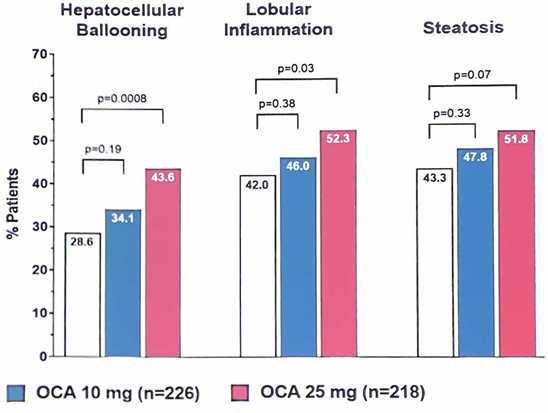 Hepatocellular
Ballooning
Lobular
Inflammation
Steatosis
% Patients
70
60
50
40
30
20
10
0
p=0.0008
p=0.19
28.6
34.1
43.6
p=0.03
p=0.38
42.0
46.0
52.3
p=0.07
p=0.33
43.3
47.8
51.8
OCA 10 mg (n=226) OCA 25 mg (n=218)